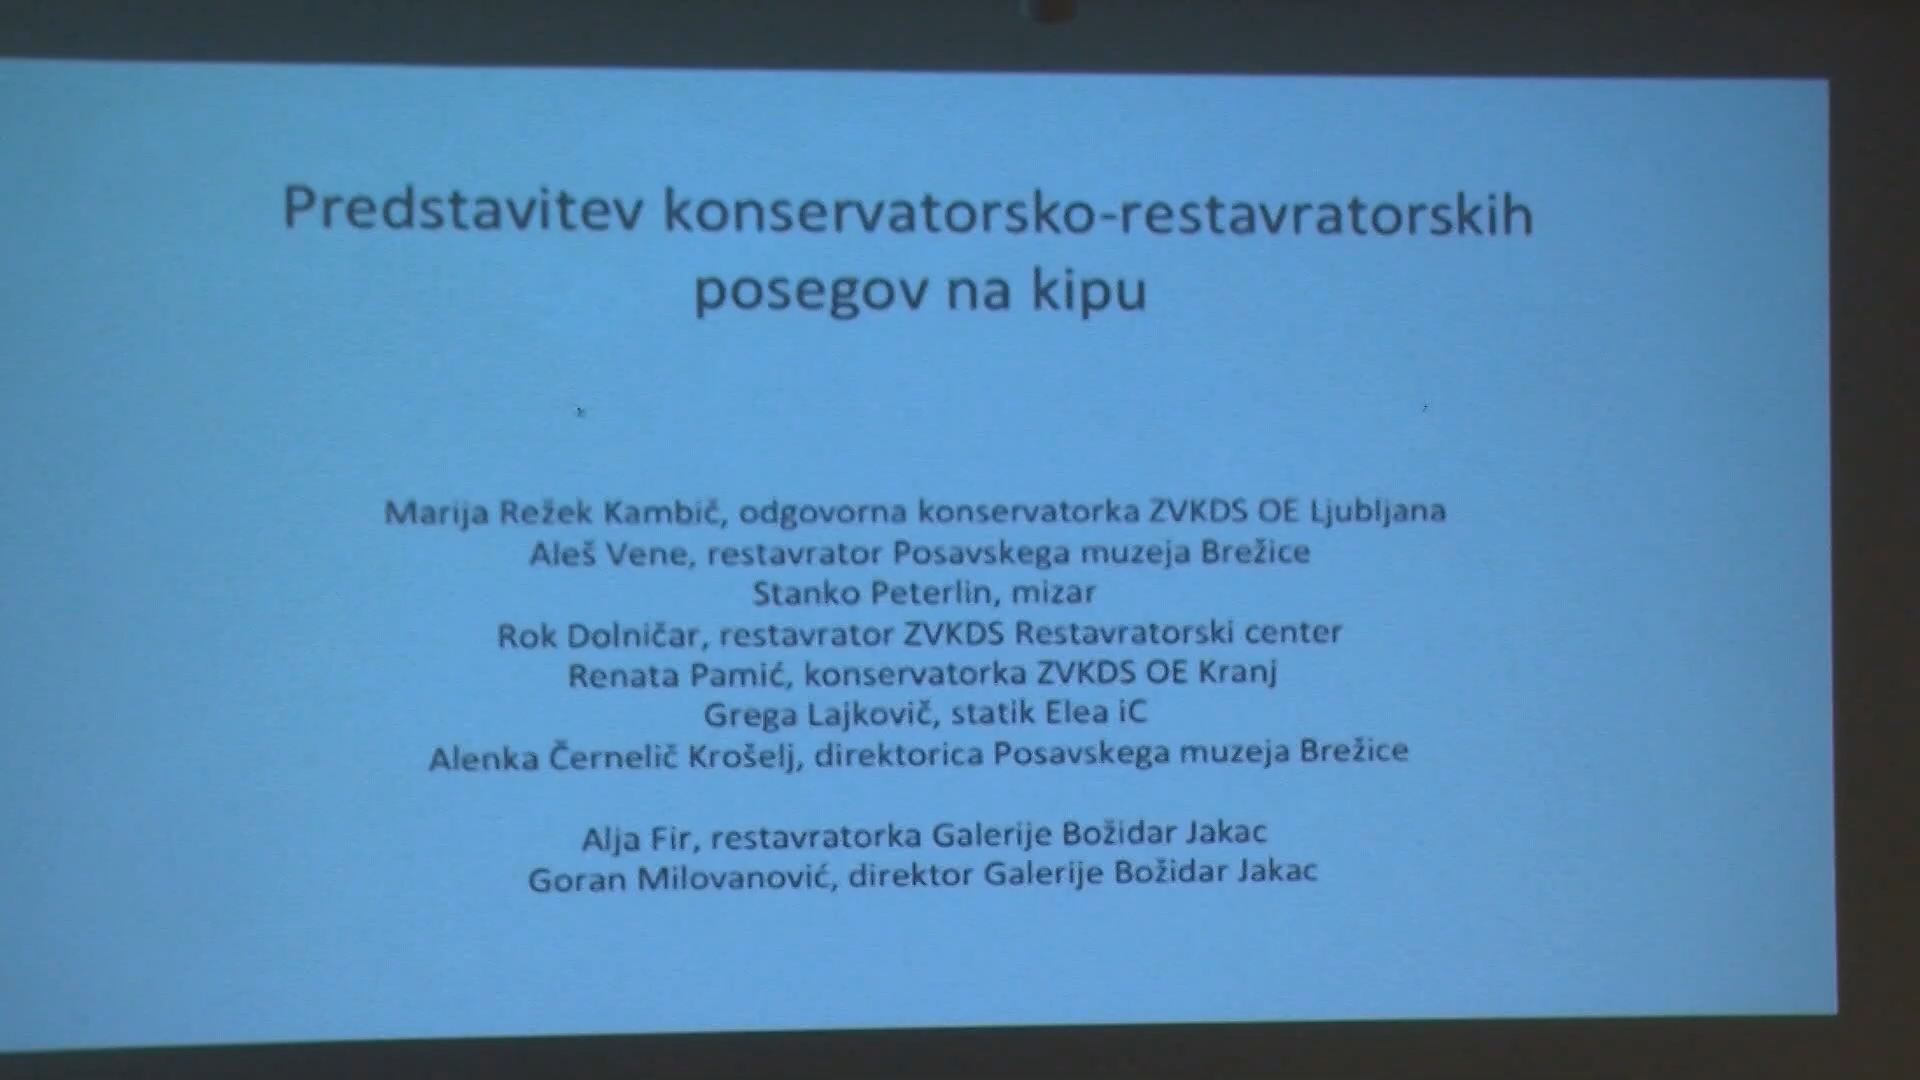 Predstavitev konservatorsko-restavratorskih
posegov na kipu
Marija Režek Kambič, odgovorna konservatorka ZVKDS OE Ljubljana
Aleš Vene, restavrator Posavskega muzeja Brežice
Stanko Peterlin, mizar
Rok Dolničar, restavrator ZVKDS Restavratorski center
Renata Pamić, konservatorka ZVKDS OE Kranj
Grega Lajkovič, statik Elea iC
Alenka Černelič Krošelj, direktorica Posavskega muzeja Brežice
Alja Fir, restavratorka Galerije Božidar Jakac
Goran Milovanović, direktor Galerije Božidar Jakac